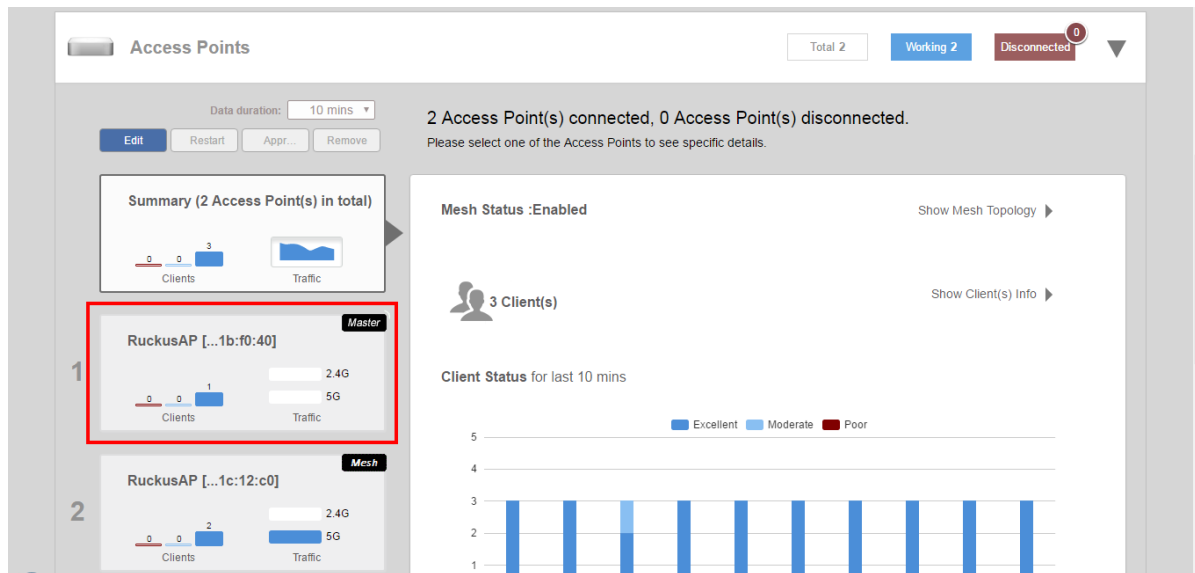 Access Points
Total 2
Working 2
Disconnected
0
Data duration: 10 mins
Edit
Restart
Appr...
Remove
2 Access Point(s) connected, 0 Access Point(s) disconnected.
Please select one of the Access Points to see specific details.
Summary (2 Access Point(s) in total)
0 0 3
Clients
Traffic
1
Master
RuckusAP [...1b:f0:40]
0 0 1
2.4G
5G
Clients
Traffic
2
Mesh
RuckusAP [...1c:12:c0]
0 0 2
2.4G
5G
Clients
Traffic
Mesh Status :Enabled
Show Mesh Topology
3 Client(s)
Show Client(s) Info
Client Status for last 10 mins
Excellent Moderate Poor
5
4
3
2
1